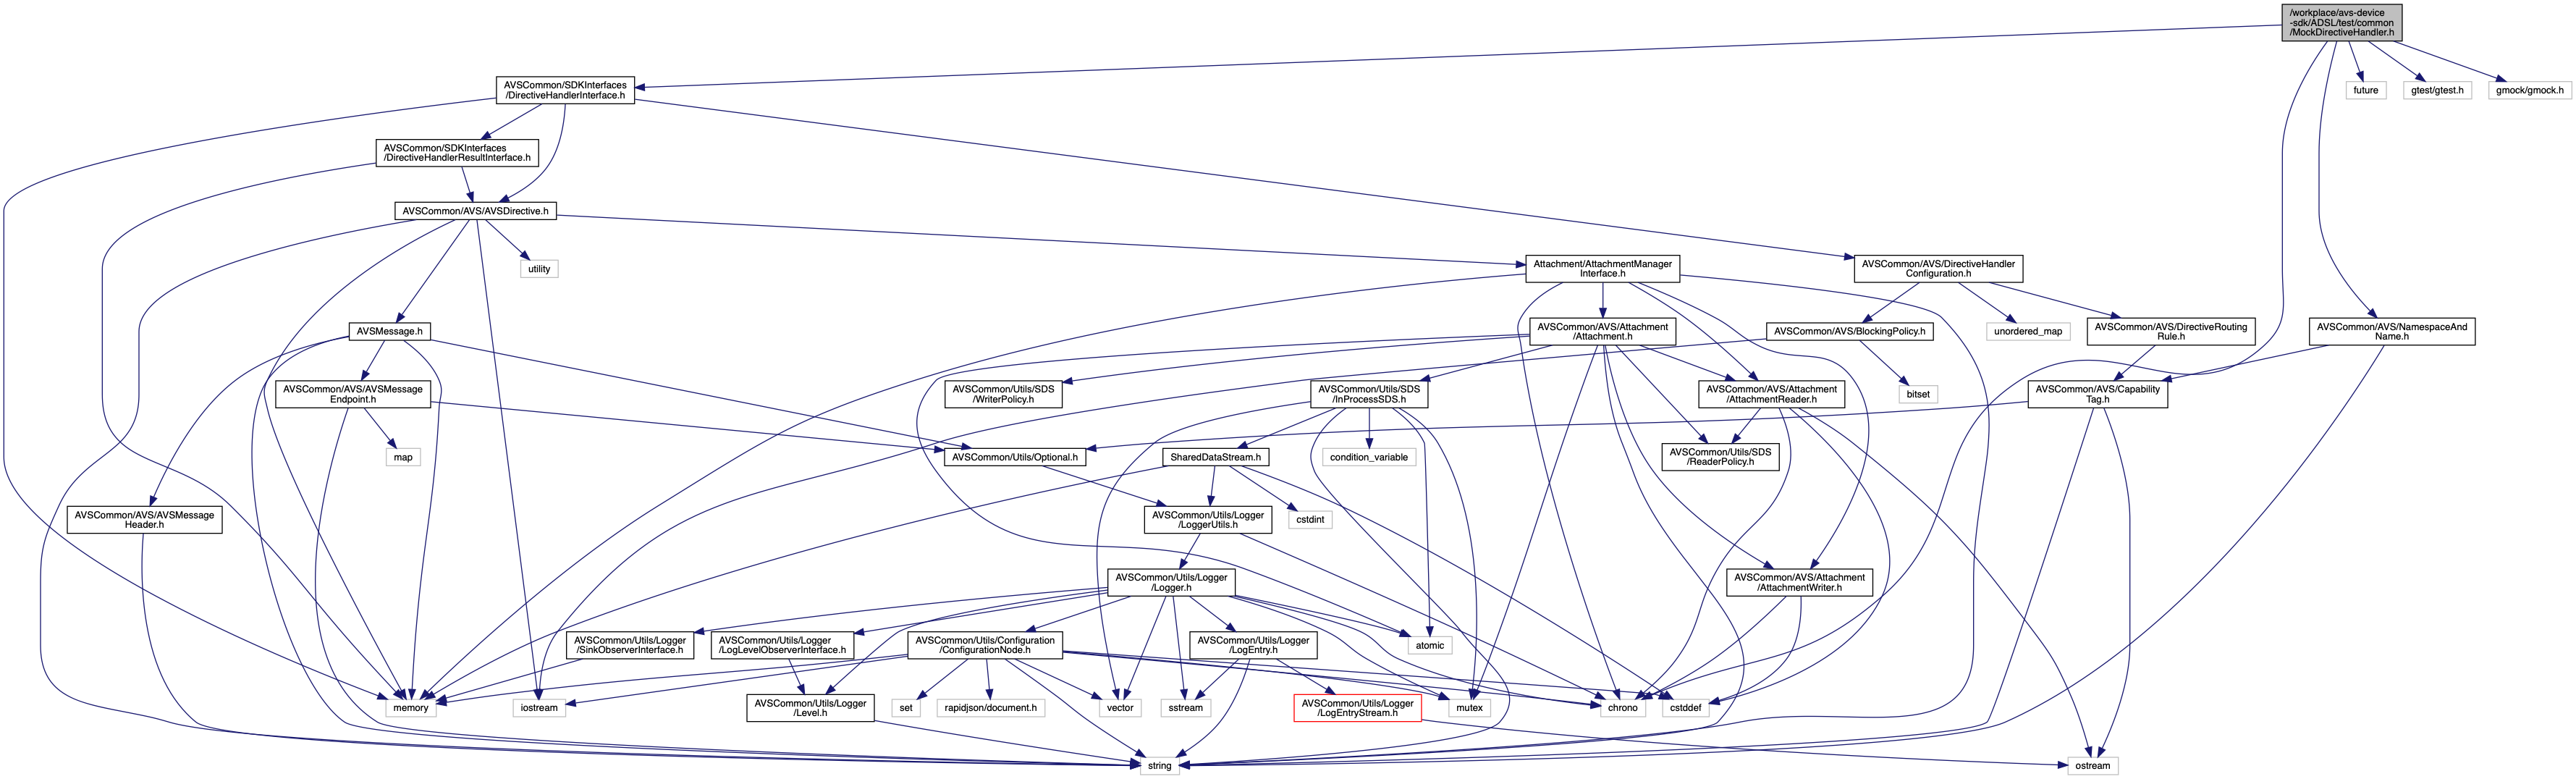 /workplace/avs-device
-sdk/ADSL/test/common
/MockDirectiveHandler.h
AVSCommon/SDKInterfaces
/DirectiveHandlerInterface.h
future
gtest/gtest.h
gmock/gmock.h
AVSCommon/SDKInterfaces
/DirectiveHandlerResultInterface.h
AVSCommon/AVS/AVSDirective.h
utility
Attachment/AttachmentManager
Interface.h
AVSCommon/AVS/DirectiveHandler
Configuration.h
AVSMessage.h
AVSCommon/AVS/Attachment
/Attachment.h
AVSCommon/AVS/BlockingPolicy.h
unordered_map
AVSCommon/AVS/DirectiveRouting
Rule.h
AVSCommon/AVS/NamespaceAnd
Name.h
AVSCommon/AVS/AVSMessage
Endpoint.h
AVSCommon/Utils/SDS
/WriterPolicy.h
AVSCommon/Utils/SDS
/InProcessSDS.h
AVSCommon/AVS/Attachment
/AttachmentReader.h
bitset
AVSCommon/AVS/Capability
Tag.h
map
AVSCommon/Utils/Optional.h
SharedDataStream.h
condition_variable
AVSCommon/Utils/SDS
/ReaderPolicy.h
AVSCommon/AVS/AVSMessage
Header.h
AVSCommon/Utils/Logger
/LoggerUtils.h
cstdint
AVSCommon/Utils/Logger
/Logger.h
AVSCommon/AVS/Attachment
/AttachmentWriter.h
AVSCommon/Utils/Logger
/SinkObserverInterface.h
AVSCommon/Utils/Logger
/LogLevelObserverInterface.h
AVSCommon/Utils/Configuration
/ConfigurationNode.h
AVSCommon/Utils/Logger
/LogEntry.h
atomic
memory
iostream
AVSCommon/Utils/Logger
/Level.h
set
rapidjson/document.h
vector
sstream
AVSCommon/Utils/Logger
/LogEntryStream.h
mutex
chrono
cstddef
string
ostream